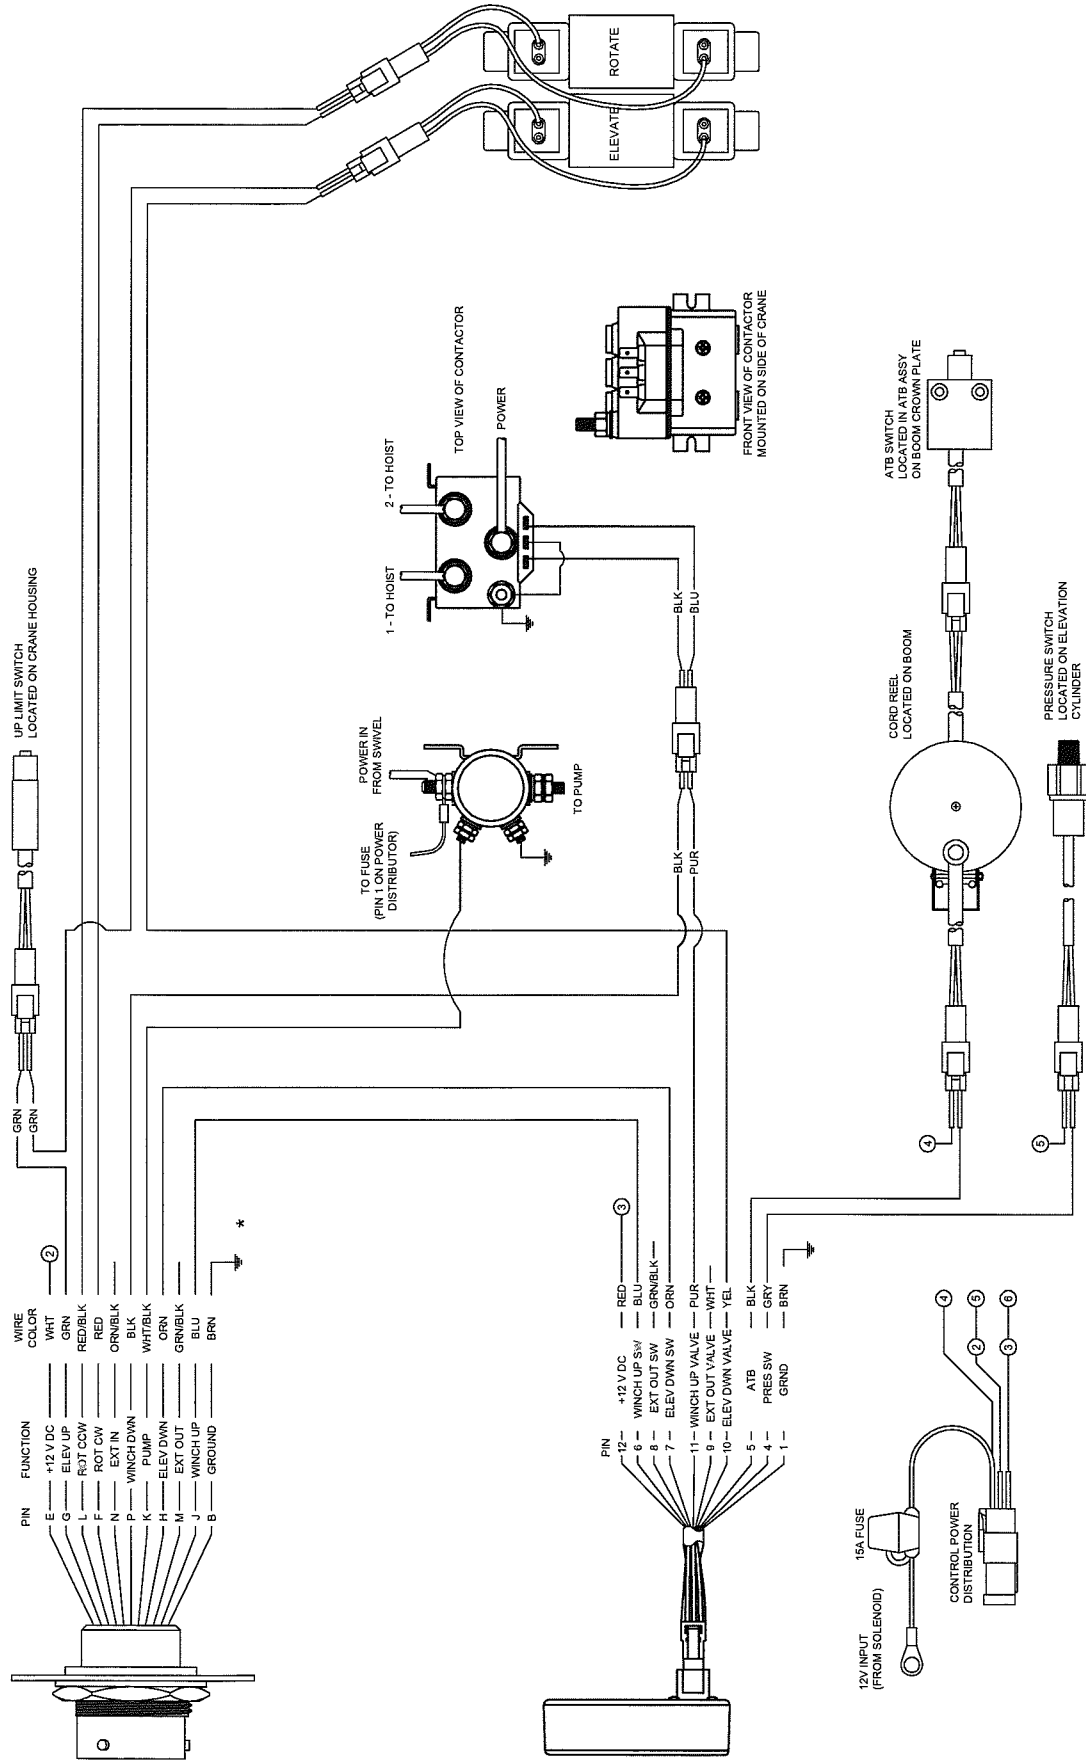 PIN FUNCTION WIRE
COLOR
E +12 V DC WHT 2
G ELEV UP GRN
L ROT CCW RED/BLK
F ROT CW RED
N EXT IN ORN/BLK
P WINCH DWN BLK
K PUMP WHT/BLK
H ELEV DWN ORN
M EXT OUT GRN/BLK
J WINCH UP BLU
B GROUND BRN
*
GRN
GRN
UP LIMIT SWITCH
LOCATED ON CRANE HOUSING
ROTATE
ELEVATE
TO FUSE
(PIN 1 ON POWER
DISTRIBUTOR)
POWER IN
FROM SWIVEL
TO PUMP
1 - TO HOIST
2 - TO HOIST
TOP VIEW OF CONTACTOR
POWER
BLK
BLU
BLK
PUR
FRONT VIEW OF CONTACTOR
MOUNTED ON SIDE OF CRANE
PIN
12 +12 V DC RED 3
6 WINCH UP SW BLU
8 EXT OUT SW GRN/BLK
7 ELEV DWN SW ORN
11 WINCH UP VALVE PUR
9 EXT OUT VALVE WHT
10 ELEV DWN VALVE YEL
5 ATB BLK
4 PRES SW GRY
1 GRND BRN
4
CORD REEL
LOCATED ON BOOM
ATB SWITCH
LOCATED IN ATB ASSY
ON BOOM CROWN PLATE
5
PRESSURE SWITCH
LOCATED ON ELEVATION
CYLINDER
12V INPUT
(FROM SOLENOID)
15A FUSE
CONTROL POWER
DISTRIBUTION
4
2 5
3 6